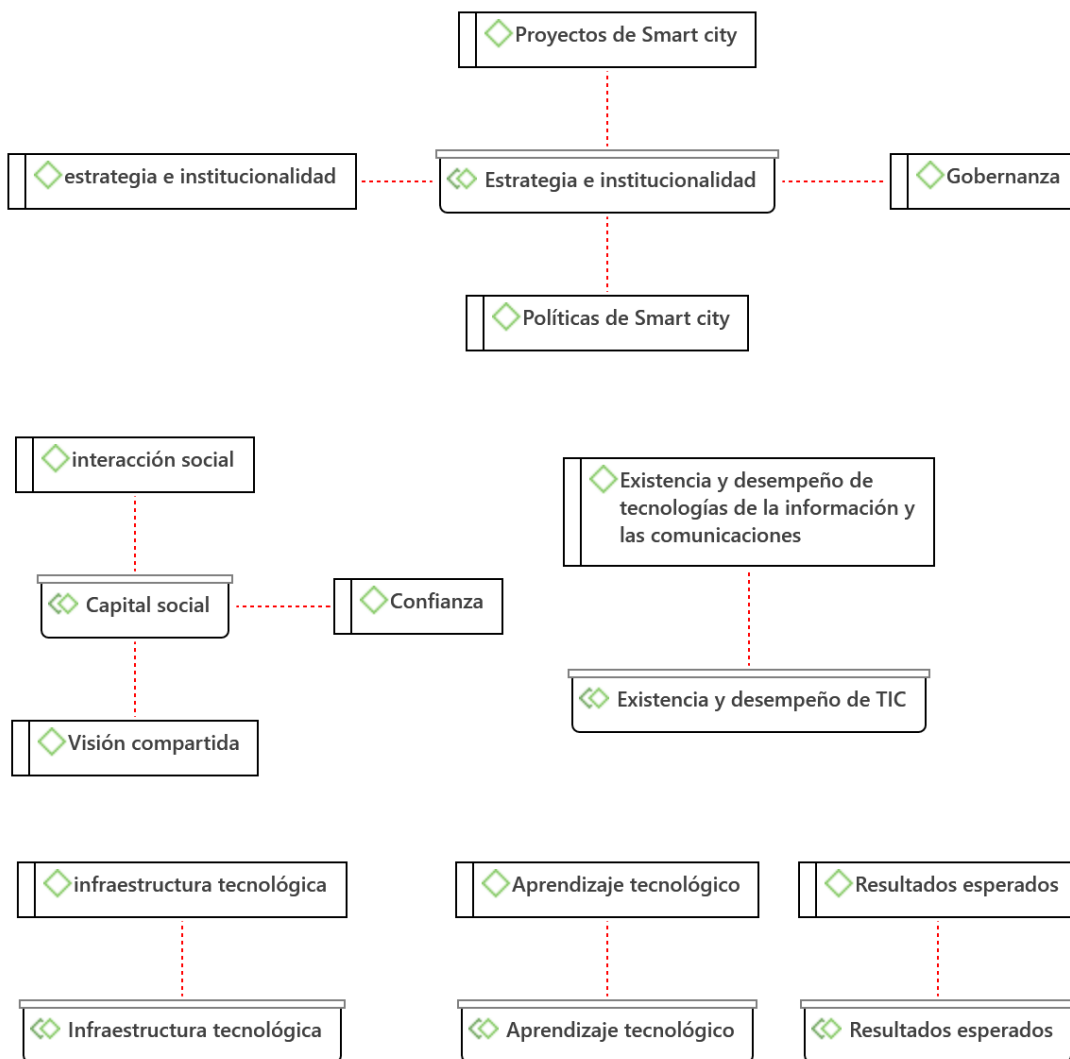 Proyectos de Smart city
estrategia e institucionalidad
Estrategia e institucionalidad
Gobernanza
Políticas de Smart city
interacción social
Existencia y desempeño de
tecnologías de la información y
las comunicaciones
Capital social
Confianza
Existencia y desempeño de TIC
Visión compartida
infraestructura tecnológica
Aprendizaje tecnológico
Resultados esperados
Infraestructura tecnológica
Aprendizaje tecnológico
Resultados esperados